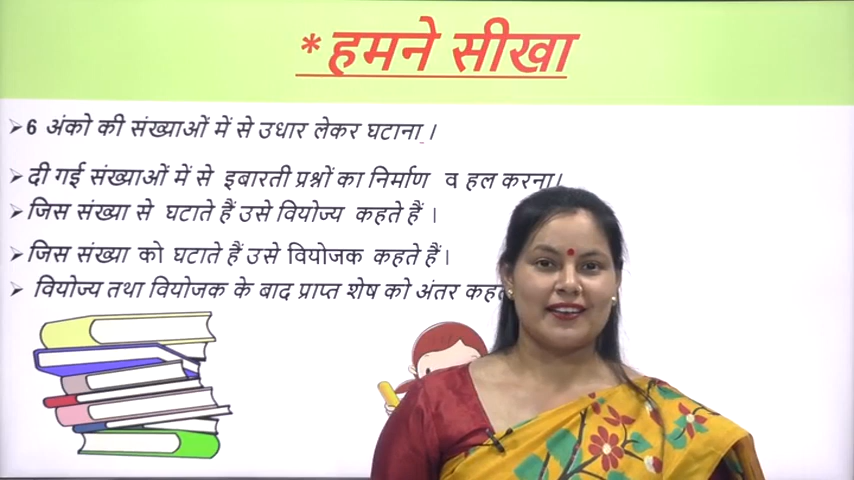 *हमने सीखा
➢6 अंको की संख्याओं में से उधार लेकर घटाना ।
➢दी गई संख्याओं में से इबारती प्रश्नों का निर्माण व हल करना।
➢जिस संख्या से घटाते हैं उसे वियोज्य कहते हैं ।
➢जिस संख्या को घटाते हैं उसे वियोजक कहते हैं।
➢ वियोज्य तथा वियोजक के बाद प्राप्त शेष को अंतर